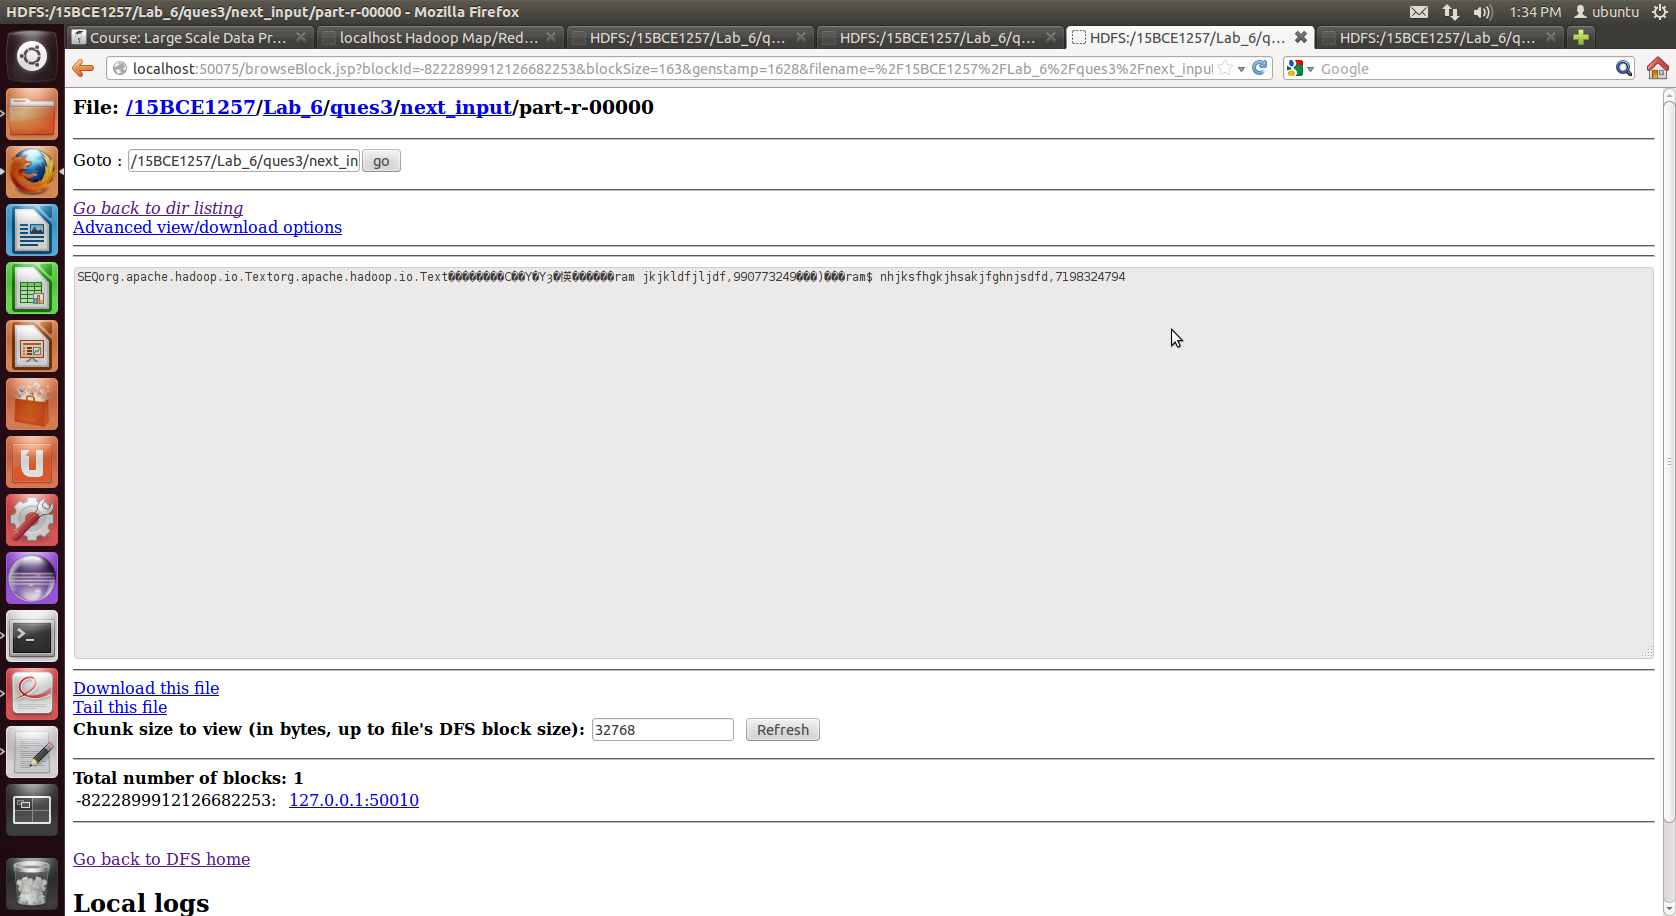 HDFS:/15BCE1257/Lab_6/ques3/next_input/part-r-00000 - Mozilla Firefox
1:34 PM ubuntu
Course: Large Scale Data Pr...
localhost Hadoop Map/Red...
HDFS:/15BCE1257/Lab_6/q...
HDFS:/15BCE1257/Lab_6/q...
HDFS:/15BCE1257/Lab_6/q...
HDFS:/15BCE1257/Lab_6/q...
localhost:50075/browseBlock.jsp?blockId=-8222899912126682253&blockSize=163&genstamp=1628&filename=%2F15BCE1257%2FLab_6%2Fques3%2Fnext_input
Google
File: /15BCE1257/Lab_6/ques3/next_input/part-r-00000
Goto : /15BCE1257/Lab_6/ques3/next_in go
Go back to dir listing
Advanced view/download options
SEQorg.apache.hadoop.io.Textorg.apache.hadoop.io.Text��������O��Y�Yȝ�愥������ram jkjkldfjljdf,990773249���)���ram$ nhjksfhgkjhsakjfghnjsdfd,7198324794
Download this file
Tail this file
Chunk size to view (in bytes, up to file's DFS block size): 32768 Refresh
Total number of blocks: 1
-8222899912126682253: 127.0.0.1:50010
Go back to DFS home
Local logs